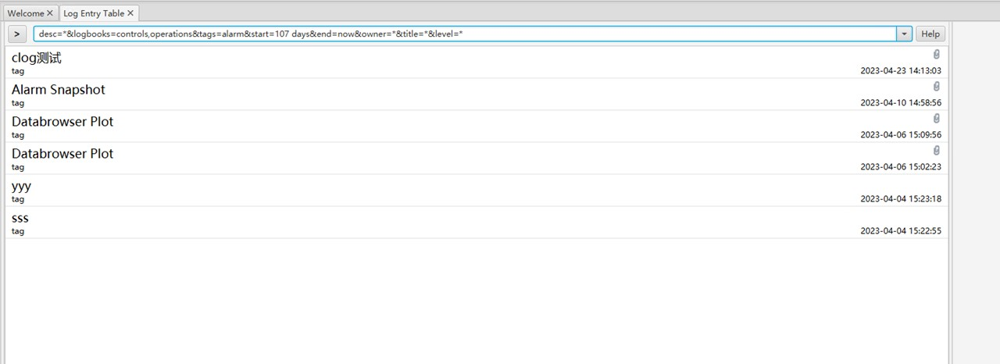 Welcome Log Entry Table
> desc=*&logbooks=controls,operations&tags=alarm&start=107 days&end=now&owner=*&title=*&level=* Help
clog测试
tag 2023-04-23 14:13:03
Alarm Snapshot
tag 2023-04-10 14:58:56
Databrowser Plot
tag 2023-04-06 15:09:56
Databrowser Plot
tag 2023-04-06 15:02:23
yyy
tag 2023-04-04 15:23:18
sss
tag 2023-04-04 15:22:55